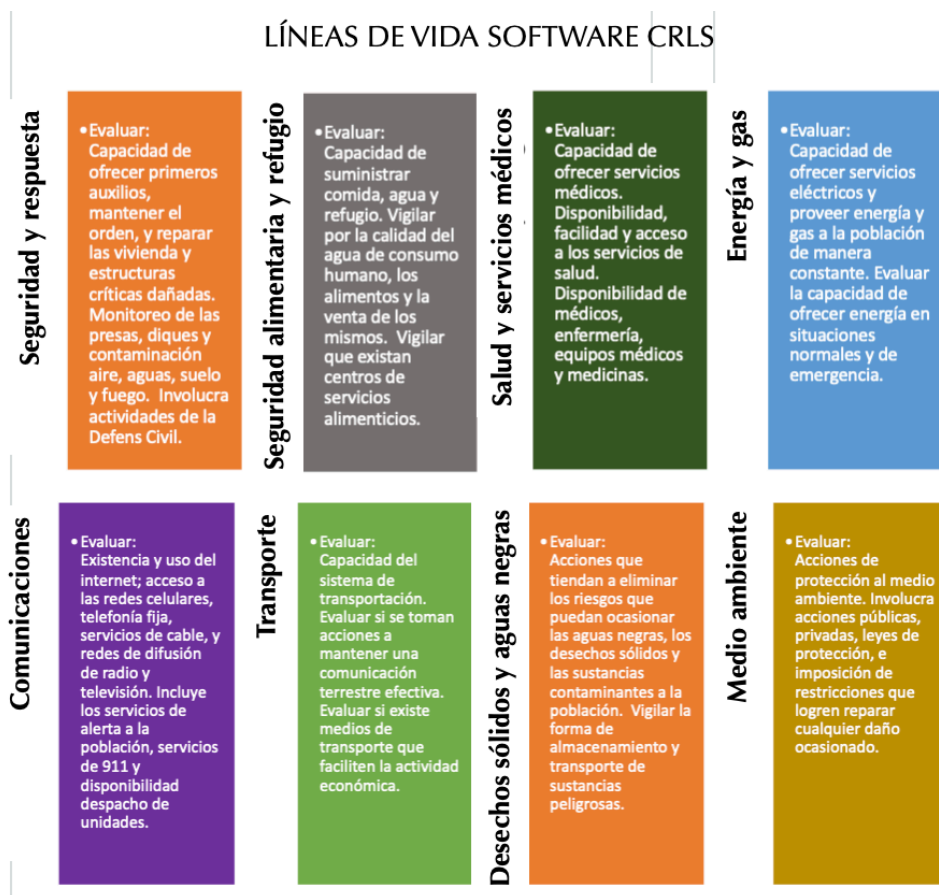 LÍNEAS DE VIDA SOFTWARE CRLS
Seguridad y respuesta
•Evaluar:
Capacidad de
ofrecer primeros
auxilios,
mantener el
orden, y reparar
las vivienda y
estructuras
críticas dañadas.
Monitoreo de las
presas, diques y
contaminación
aire, aguas, suelo
y fuego. Involucra
actividades de la
Defens Civil.
Seguridad alimentaria y refugio
•Evaluar:
Capacidad de
suministrar
comida, agua y
refugio. Vigilar
por la calidad del
agua de consumo
humano, los
alimentos y la
venta de los
mismos. Vigilar
que existan
centros de
servicios
alimenticios.
Salud y servicios médicos
•Evaluar:
Capacidad de
ofrecer servicios
médicos.
Disponibilidad,
facilidad y acceso
a los servicios de
salud.
Disponibilidad de
médicos,
enfermería,
equipos médicos
y medicinas.
Energía y gas
•Evaluar:
Capacidad de
ofrecer servicios
eléctricos y
proveer energía y
gas a la población
de manera
constante. Evaluar
la capacidad de
ofrecer energía en
situaciones
normales y de
emergencia.
Comunicaciones
•Evaluar:
Existencia y uso del
internet; acceso a
las redes celulares,
telefonía fija,
servicios de cable, y
redes de difusión
de radio y
televisión. Incluye
los servicios de
alerta a la
población, servicios
de 911 y
disponibilidad
despacho de
unidades.
Transporte
•Evaluar:
Capacidad del
sistema de
transportación.
Evaluar si se toman
acciones a
mantener una
comunicación
terrestre efectiva.
Evaluar si existe
medios de
transporte que
faciliten la actividad
económica.
Desechos sólidos y aguas negras
•Evaluar:
Acciones que
tiendan a eliminar
los riesgos que
puedan ocasionar
las aguas negras, los
desechos sólidos y
las sustancias
contaminantes a la
población. Vigilar la
forma de
almacenamiento y
transporte de
sustancias
peligrosas.
Medio ambiente
•Evaluar:
Acciones de
protección al medio
ambiente. Involucra
acciones públicas,
privadas, leyes de
protección, e
imposición de
restricciones que
logren reparar
cualquier daño
ocasionado.